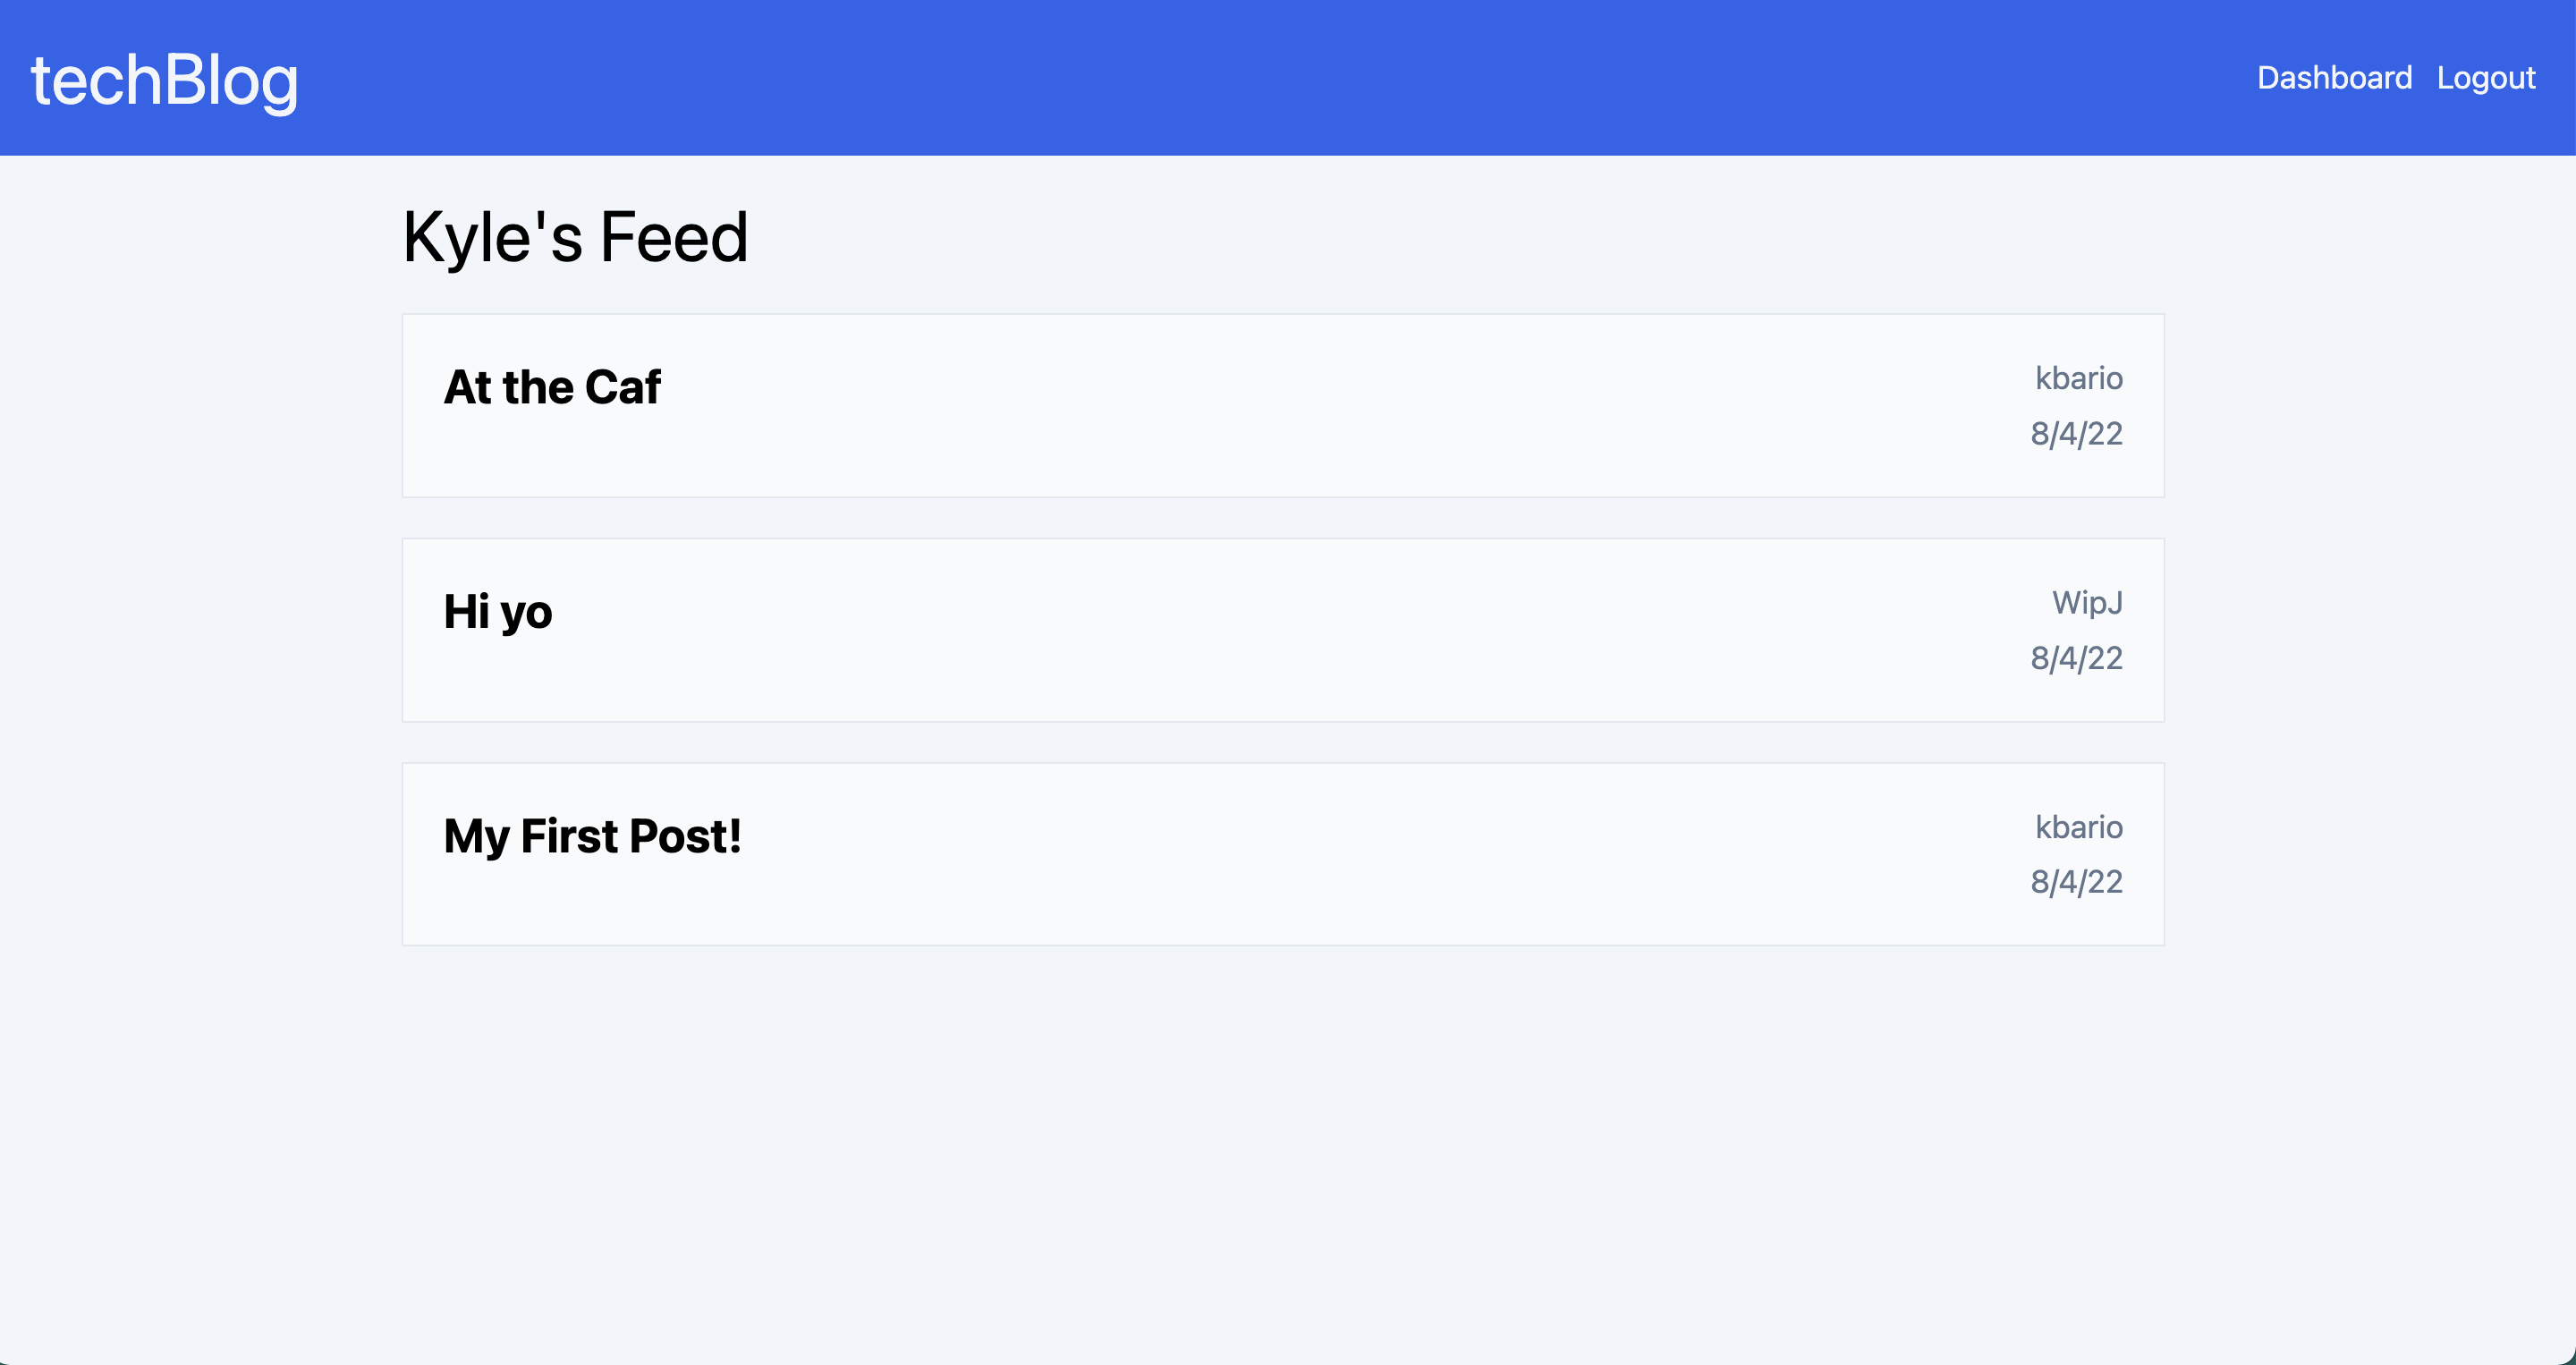 techBlog
Dashboard Logout
Kyle's Feed
At the Caf
kbario
8/4/22
Hi yo
WipJ
8/4/22
My First Post!
kbario
8/4/22